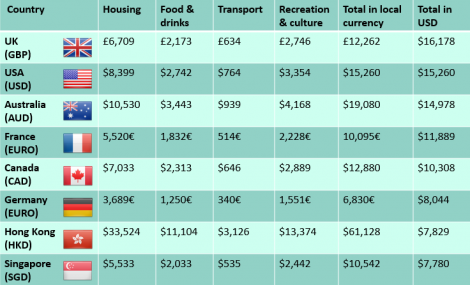 Country Housing Food & drinks Transport Recreation & culture Total in local currency Total in USD
UK (GBP) £6,709 £2,173 £634 £2,746 £12,262 $16,178
USA (USD) $8,399 $2,742 $764 $3,354 $15,260 $15,260
Australia (AUD) $10,530 $3,443 $939 $4,168 $19,080 $14,978
France (EURO) 5,520€ 1,832€ 514€ 2,228€ 10,095€ $11,889
Canada (CAD) $7,033 $2,313 $646 $2,889 $12,880 $10,308
Germany (EURO) 3,689€ 1,250€ 340€ 1,551€ 6,830€ $8,044
Hong Kong (HKD) $33,524 $11,104 $3,126 $13,374 $61,128 $7,829
Singapore (SGD) $5,533 $2,033 $535 $2,442 $10,542 $7,780